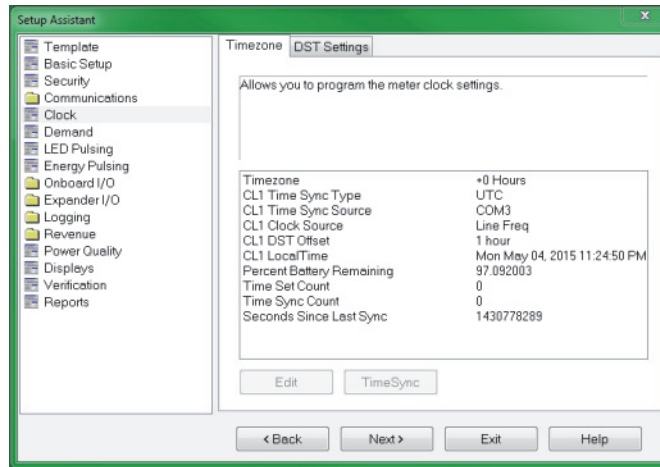 Setup Assistant
x
Template
Basic Setup
Security
Communications
Clock
Demand
LED Pulsing
Energy Pulsing
Onboard I/O
Expander I/O
Logging
Revenue
Power Quality
Displays
Verification
Reports
Timezone DST Settings
Allows you to program the meter clock settings.
Timezone +0 Hours
CL1 Time Sync Type UTC
CL1 Time Sync Source COM3
CL1 Clock Source Line Freq
CL1 DST Offset 1 hour
CL1 LocalTime Mon May 04, 2015 11:24:50 PM
Percent Battery Remaining 97.092003
Time Set Count 0
Time Sync Count 0
Seconds Since Last Sync 1430778289
Edit TimeSync
< Back Next > Exit Help